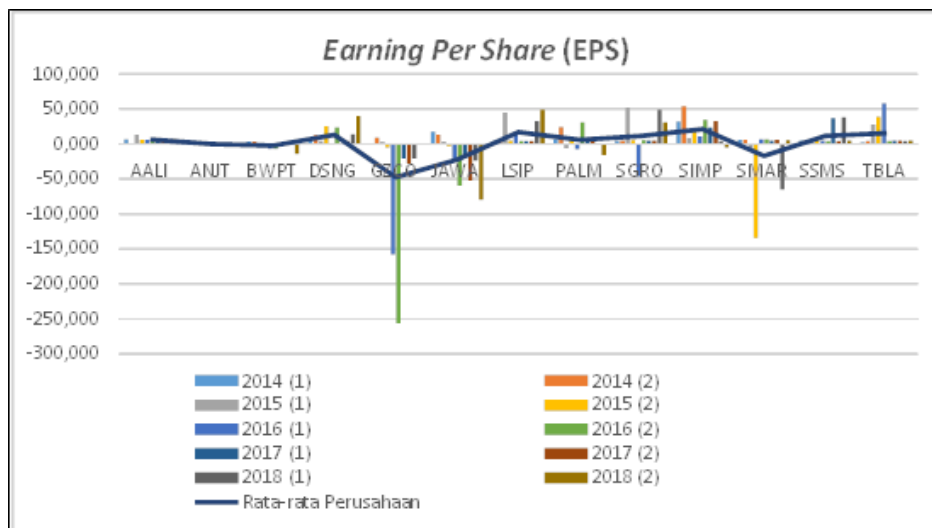 Earning Per Share (EPS)
100,000
50,000
0,000
-50,000
-100,000
-150,000
-200,000
-250,000
-300,000
AALI ANJT BWPT DSNG GZCO JAWA LSIP PALM SGRO SIMP SMAR SSMS TBLA
2014 (1) 2014 (2)
2015 (1) 2015 (2)
2016 (1) 2016 (2)
2017 (1) 2017 (2)
2018 (1) 2018 (2)
Rata-rata Perusahaan